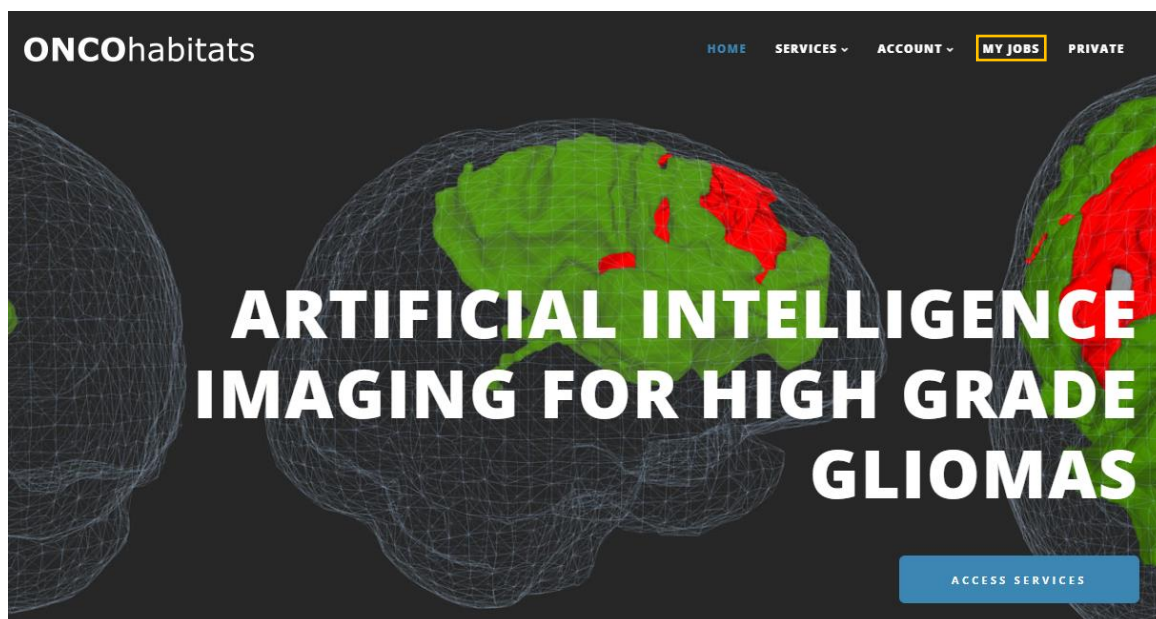 ONCOhabitats
HOME SERVICES ACCOUNT MY JOBS PRIVATE
ARTIFICIAL INTELLIGENCE
IMAGING FOR HIGH GRADE
GLIOMAS
ACCESS SERVICES